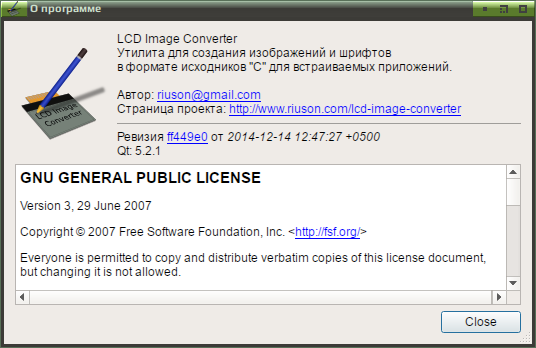 О программе
LCD Image Converter
Утилита для создания изображений и шрифтов
в формате исходников "C" для встраиваемых приложений.
Автор: riuson@gmail.com
Страница проекта: http://www.riuson.com/lcd-image-converter
LCD Image
Converter
Ревизия ff449e0 от 2014-12-14 12:47:27 +0500
Qt: 5.2.1
GNU GENERAL PUBLIC LICENSE
Version 3, 29 June 2007
Copyright © 2007 Free Software Foundation, Inc. <http://fsf.org/>
Everyone is permitted to copy and distribute verbatim copies of this license document,
but changing it is not allowed.
Close